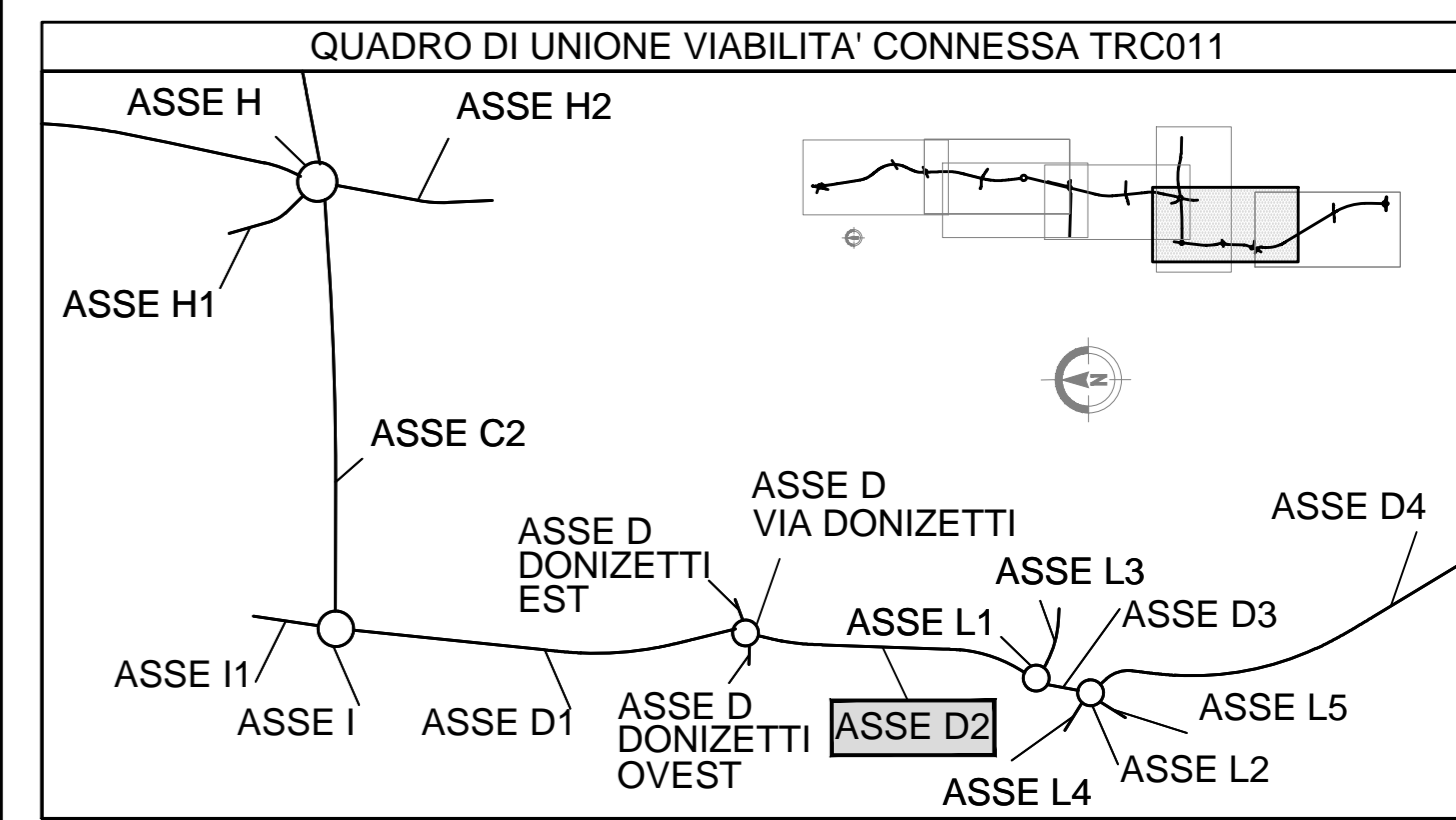 QUADRO DI UNIONE VIABILITA' CONNESSA TRC011
ASSE H
ASSE H2
ASSE H1
N
ASSE C2
ASSE D
VIA DONIZETTI
ASSE D
DONIZETTI
EST
ASSE D4
ASSE L3
ASSE L1
ASSE D3
ASSE I1
ASSE I
ASSE D1
ASSE D
DONIZETTI
OVEST
ASSE D2
ASSE L5
ASSE L4
ASSE L2